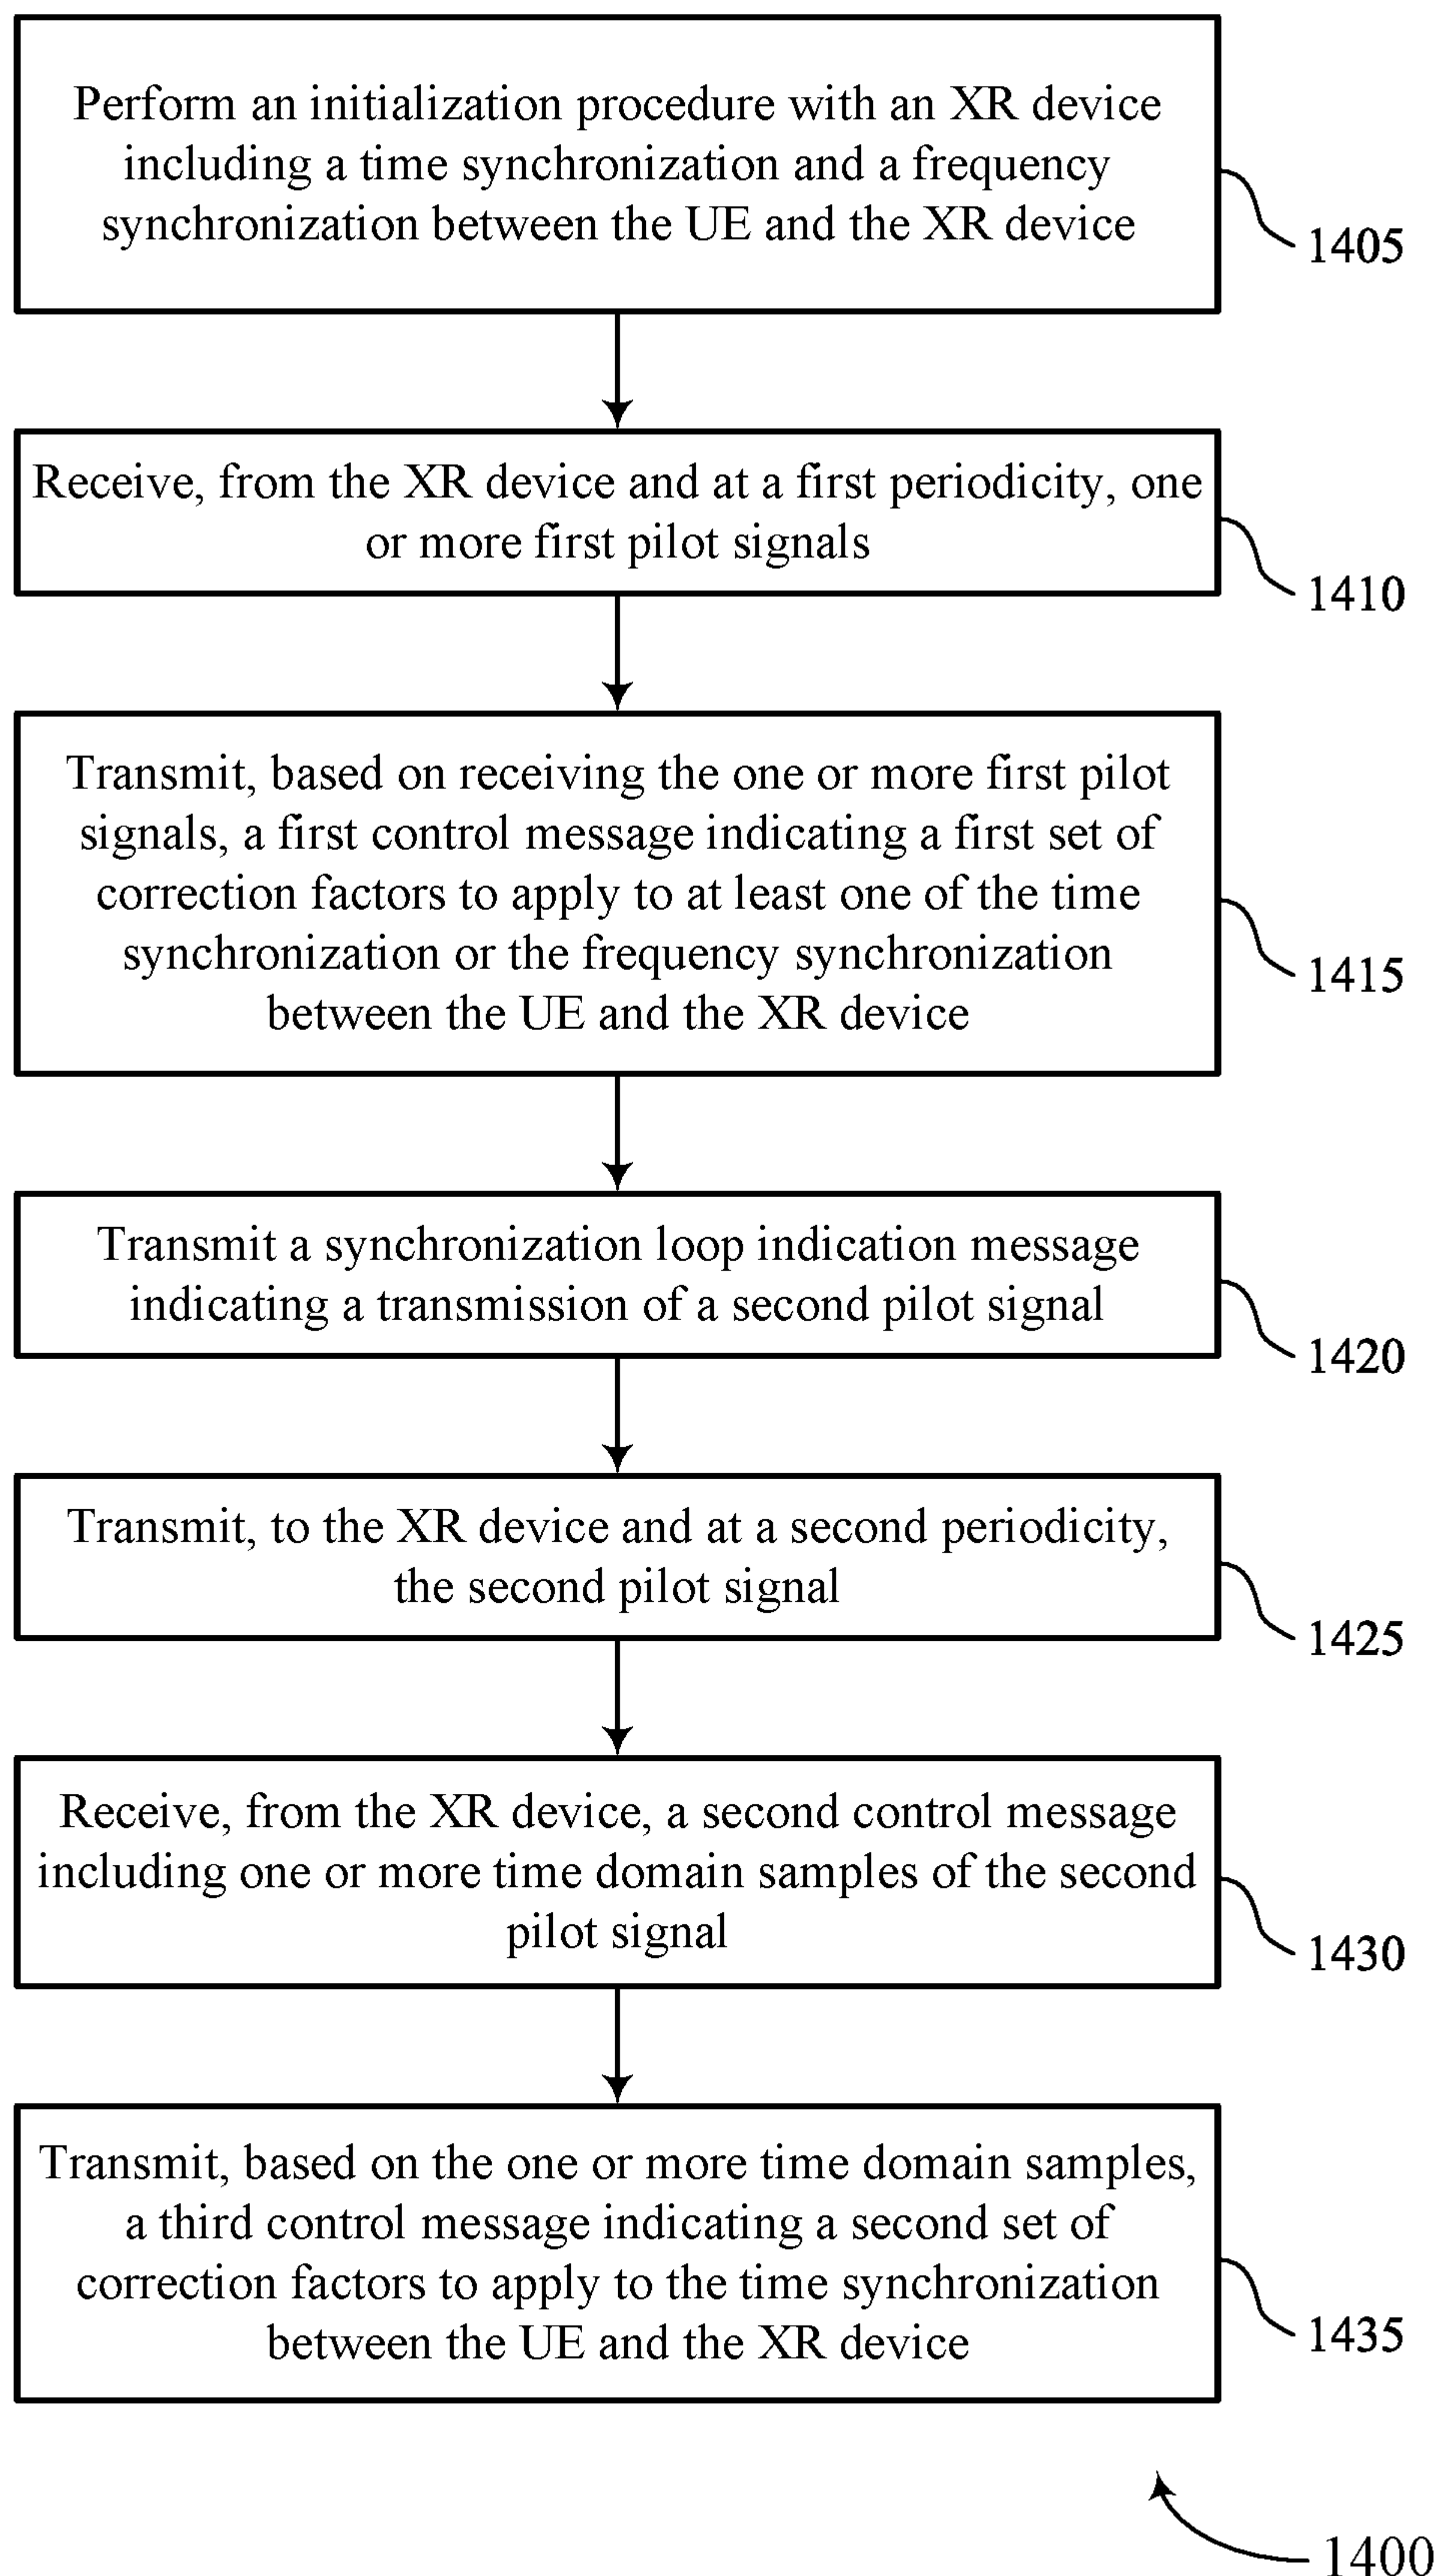 Perform an initialization procedure with an XR device
including a time synchronization and a frequency
synchronization between the UE and the XR device
1405
Receive, from the XR device and at a first periodicity, one
or more first pilot signals
1410
Transmit, based on receiving the one or more first pilot
signals, a first control message indicating a first set of
correction factors to apply to at least one of the time
synchronization or the frequency synchronization
between the UE and the XR device
1415
Transmit a synchronization loop indication message
indicating a transmission of a second pilot signal
1420
Transmit, to the XR device and at a second periodicity,
the second pilot signal
1425
Receive, from the XR device, a second control message
including one or more time domain samples of the second
pilot signal
1430
Transmit, based on the one or more time domain samples,
a third control message indicating a second set of
correction factors to apply to the time synchronization
between the UE and the XR device
1435
1400